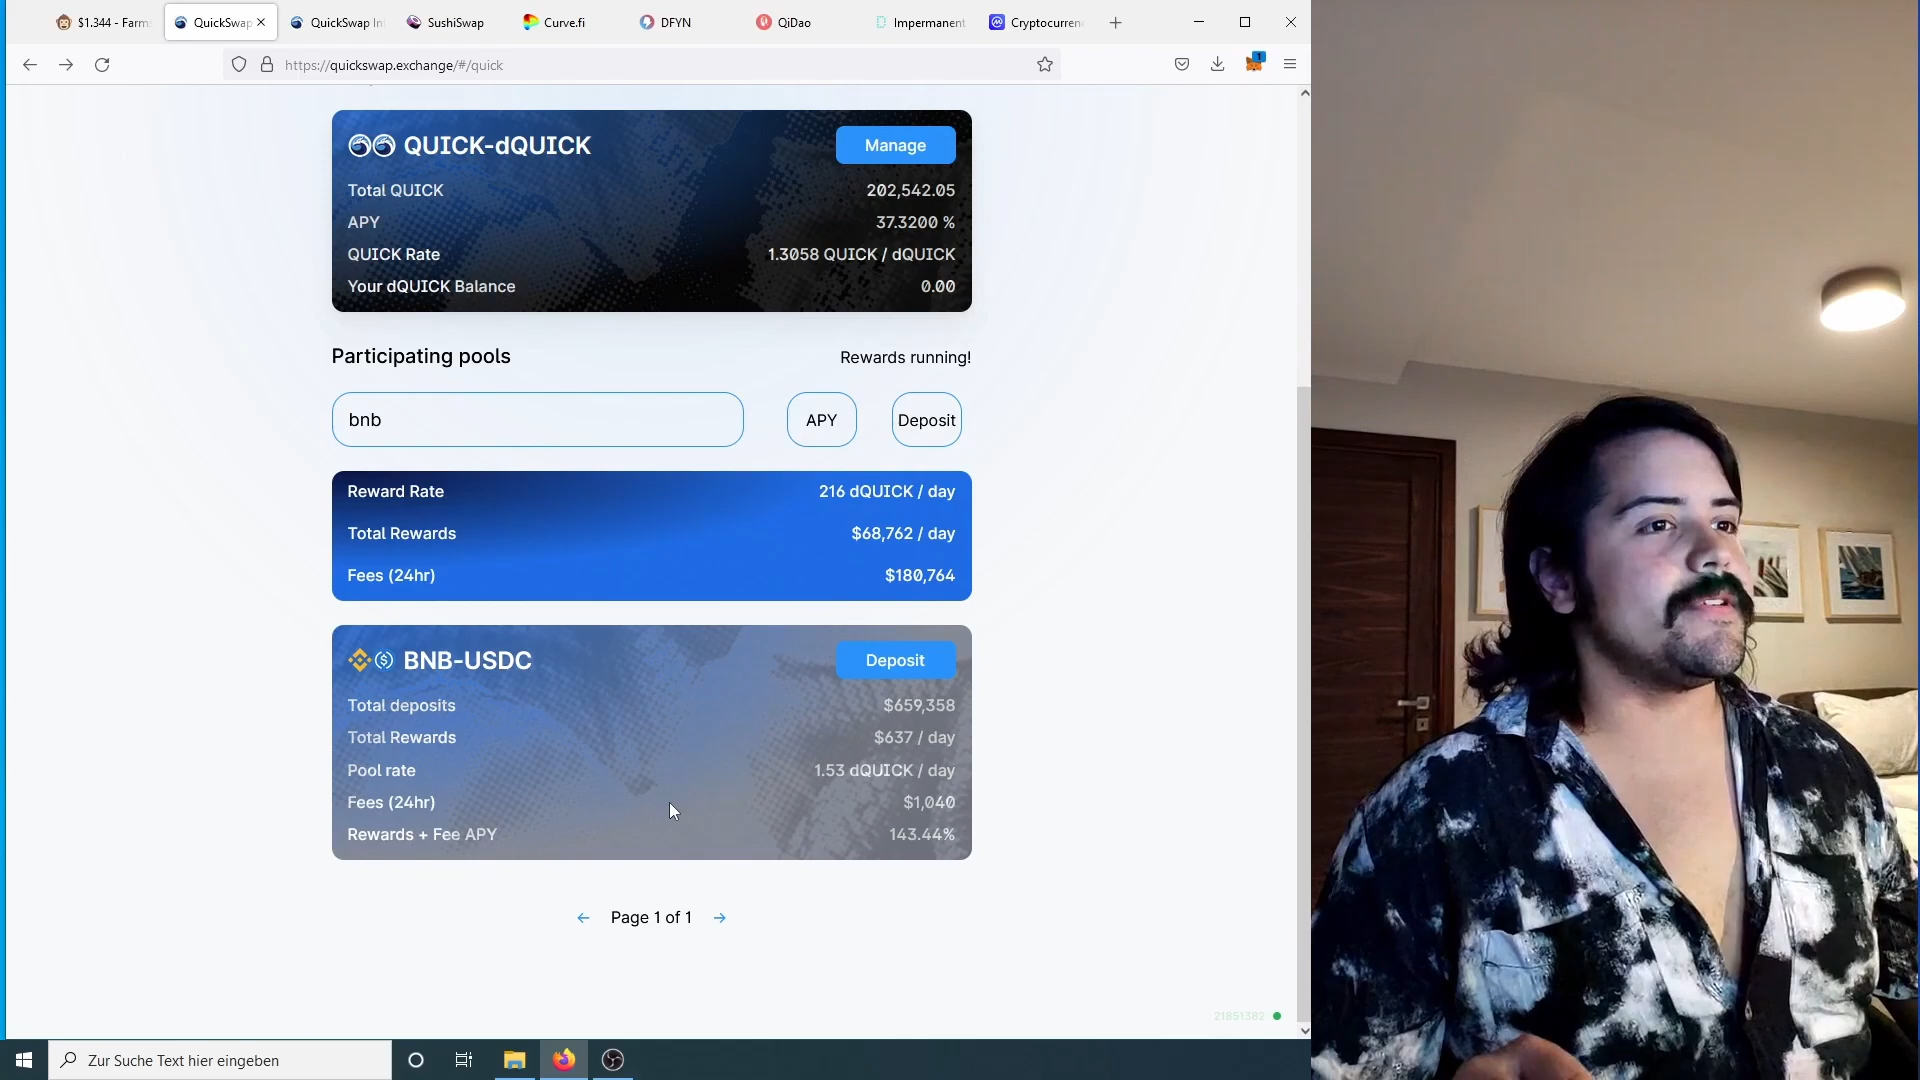 $1.344 - Farm
QuickSwap
QuickSwap In
SushiSwap
Curve.fi
DFYN
QiDao
Impermanent
Cryptocurren
https://quickswap.exchange/#/quick
1
QUICK-dQUICK
Manage
Total QUICK
202,542.05
APY
37.3200 %
QUICK Rate
1.3058 QUICK / dQUICK
Your dQUICK Balance
0.00
Participating pools
Rewards running!
bnb
APY
Deposit
Reward Rate
216 dQUICK / day
Total Rewards
$68,762 / day
Fees (24hr)
$180,764
BNB-USDC
Deposit
Total deposits
$659,358
Total Rewards
$637 / day
Pool rate
1.53 dQUICK / day
Fees (24hr)
$1,040
Rewards + Fee APY
143.44%
← Page 1 of 1 →
21851382
Zur Suche Text hier eingeben